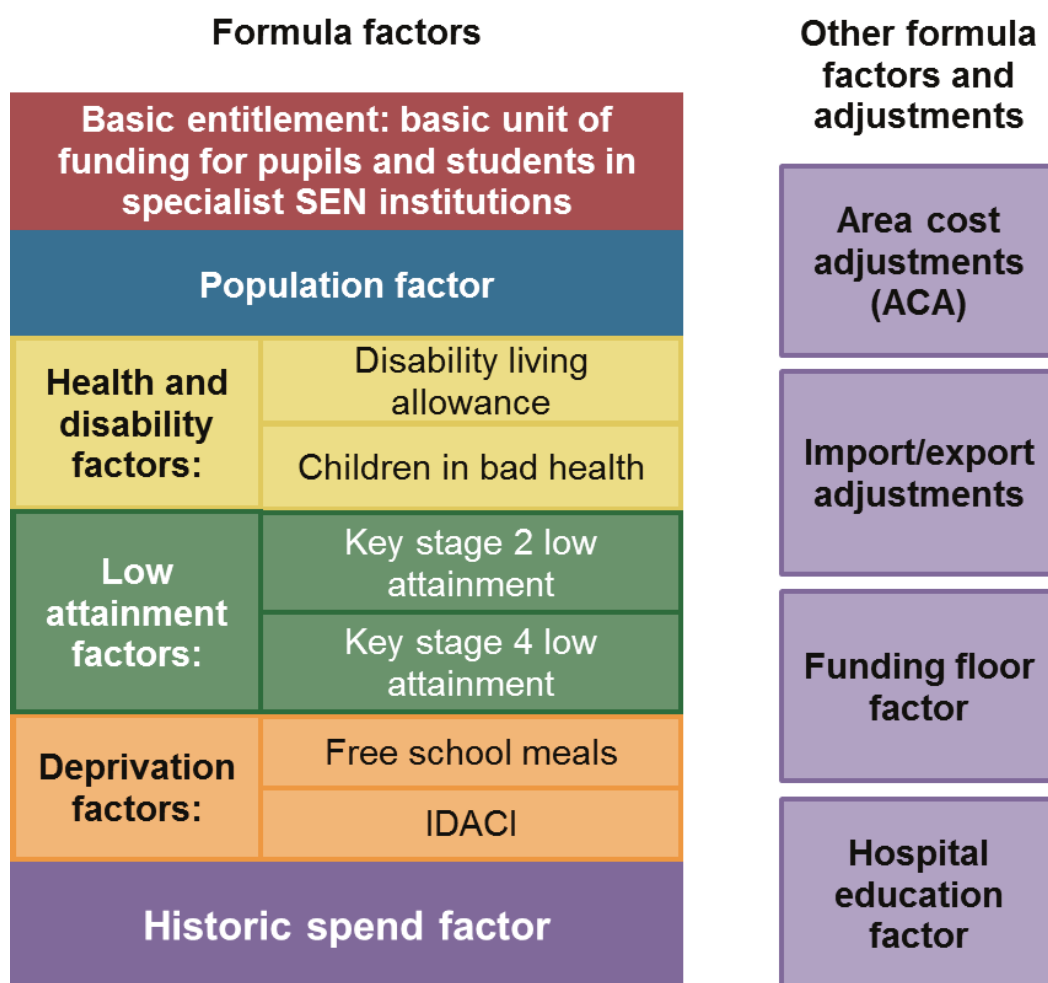 Formula factors
Basic entitlement: basic unit of
funding for pupils and students in
specialist SEN institutions
Population factor
Health and
disability
factors:
Disability living
allowance
Children in bad health
Low
attainment
factors:
Key stage 2 low
attainment
Key stage 4 low
attainment
Deprivation
factors:
Free school meals
IDACI
Historic spend factor
Other formula
factors and
adjustments
Area cost
adjustments
(ACA)
Import/export
adjustments
Funding floor
factor
Hospital
education
factor